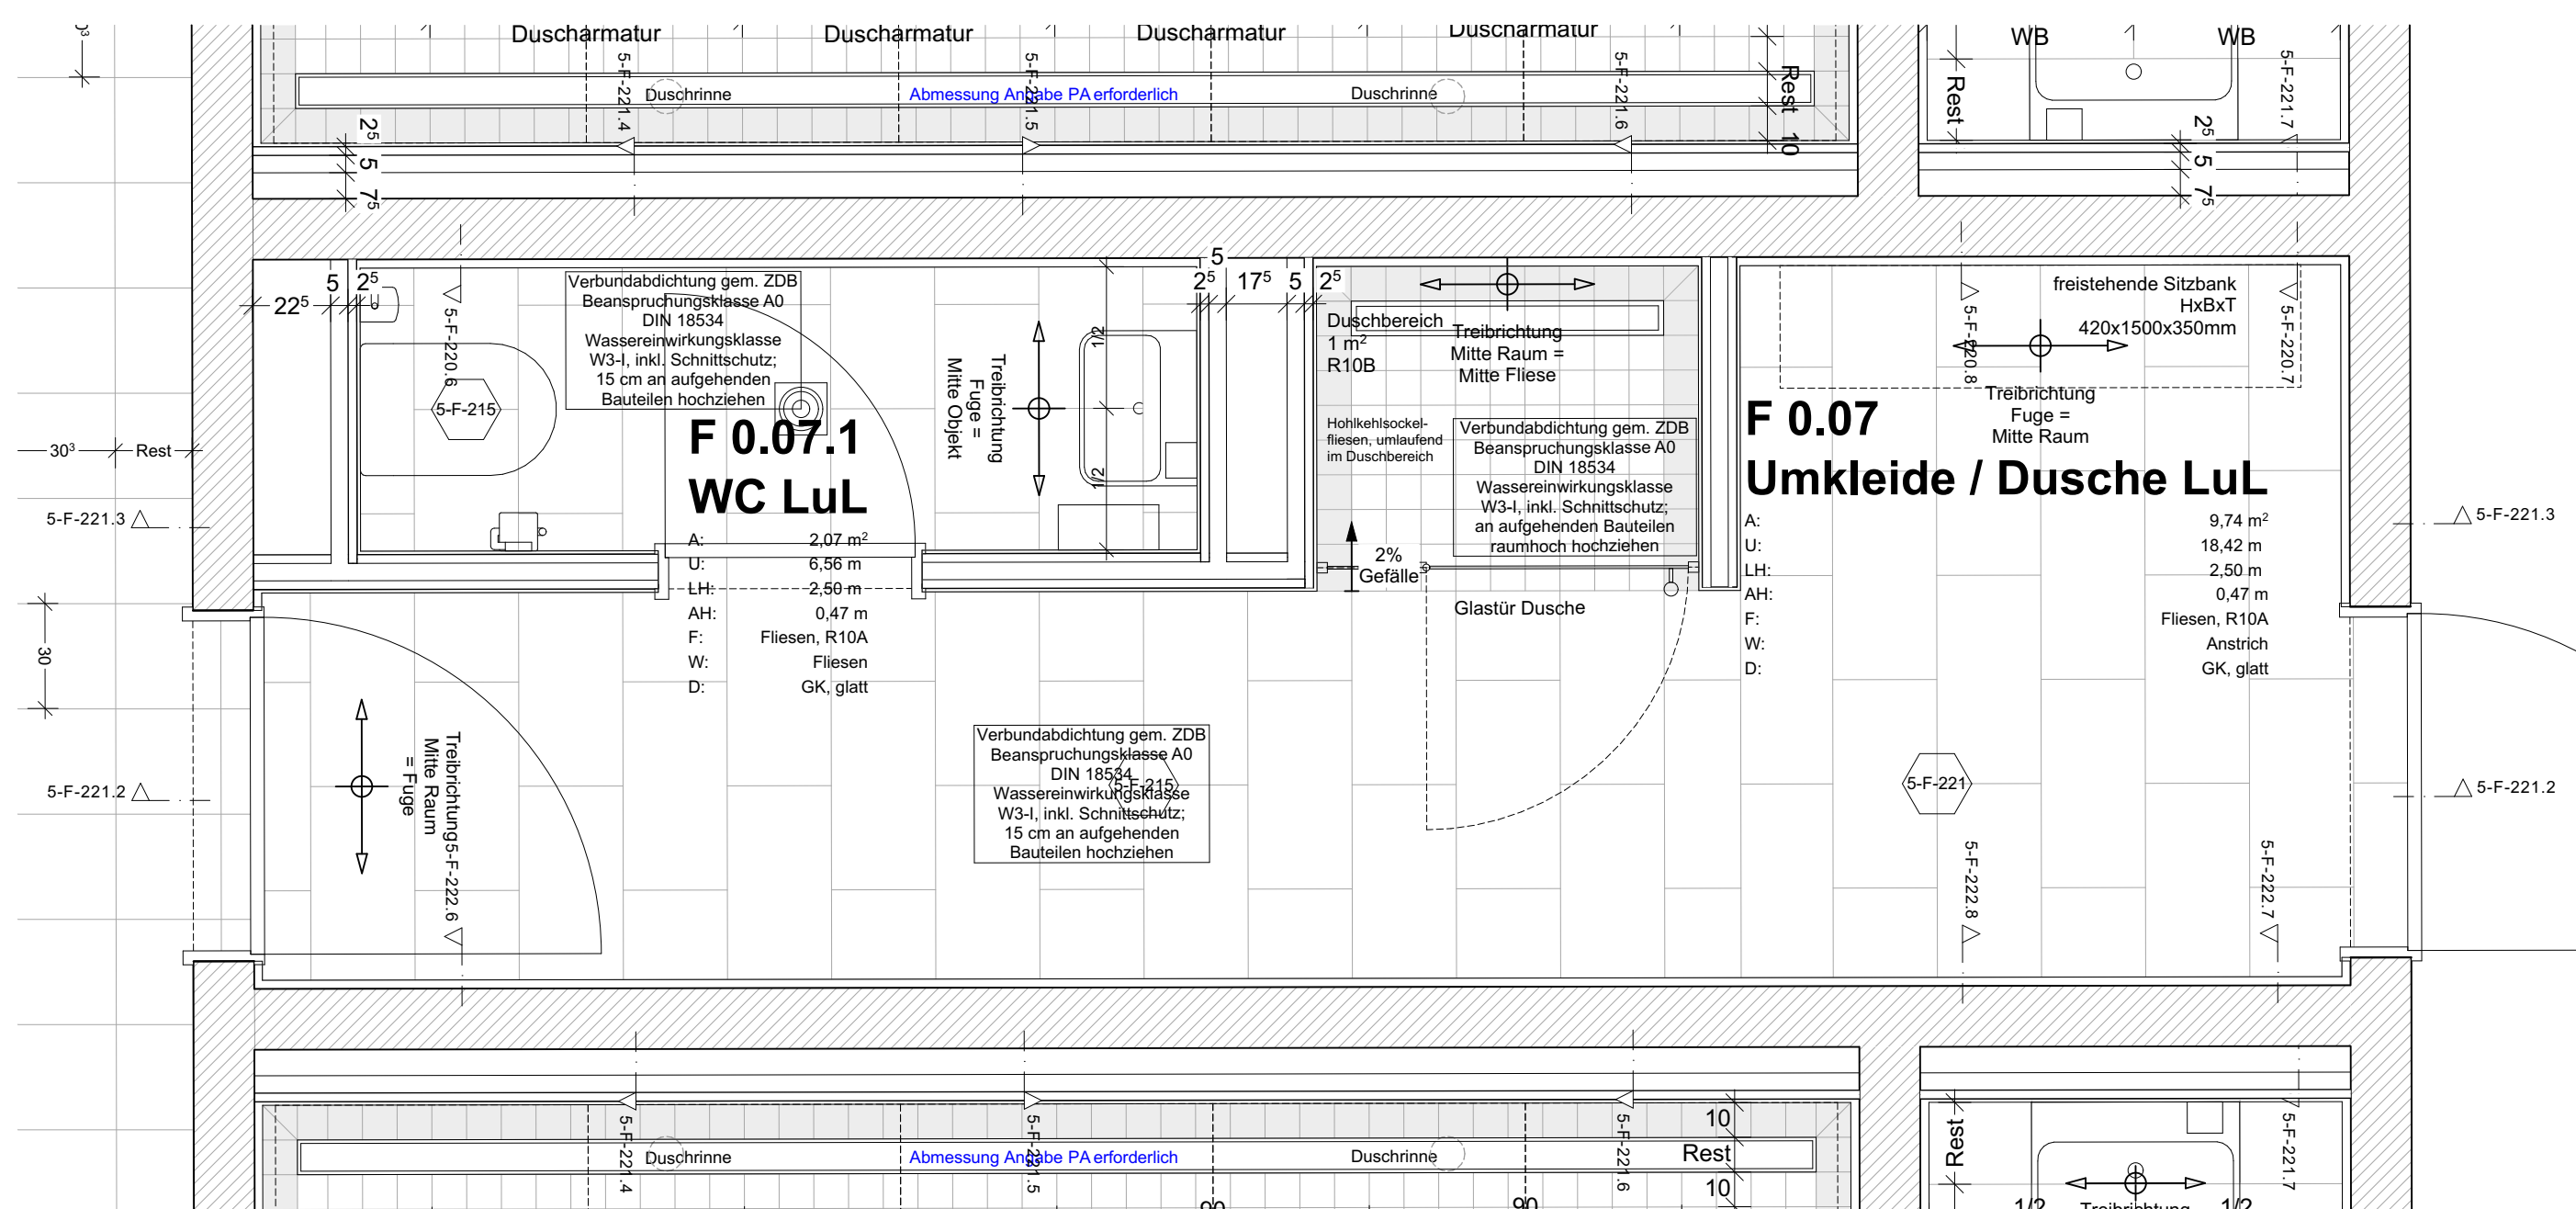 Duscharmatur
Duscharmatur
Duscharmatur
Duscharmatur
WB
WB
5-F-221.4
5-F-221.5
5-F-221.6
5-F-221.7
Duschrinne
Abmessung Angabe PA erforderlich
Duschrinne
Rest
10
Rest
2⁵
5
7⁵
2⁵
5
7⁵
22⁵
5
2⁵
5
2⁵
17⁵
5
2⁵
5-F-220.6
5-F-215
Verbundabdichtung gem. ZDB
Beanspruchungsklasse A0
DIN 18534
Wassereinwirkungsklasse
W3-I, inkl. Schnittschutz;
15 cm an aufgehenden
Bauteilen hochziehen
Treibrichtung
Fuge =
Mitte Objekt
1/2
1/2
F 0.07.1
WC LuL
A: 2,07 m²
U: 6,56 m
LH: 2,50 m
AH: 0,47 m
F: Fliesen, R10A
W: Fliesen
D: GK, glatt
Duschbereich
1 m²
R10B
Treibrichtung
Mitte Raum =
Mitte Fliese
Hohlkehlsockel-
fliesen, umlaufend
im Duschbereich
Verbundabdichtung gem. ZDB
Beanspruchungsklasse A0
DIN 18534
Wassereinwirkungsklasse
W3-I, inkl. Schnittschutz;
an aufgehenden Bauteilen
raumhoch hochziehen
2%
Gefälle
Glastür Dusche
freistehende Sitzbank
HxBxT
420x1500x350mm
5-F-220.8
5-F-220.7
Treibrichtung
Fuge =
Mitte Raum
F 0.07
Umkleide / Dusche LuL
A: 9,74 m²
U: 18,42 m
LH: 2,50 m
AH: 0,47 m
F: Fliesen, R10A
W: Anstrich
D: GK, glatt
30³
Rest
5-F-221.3
5-F-221.3
30
5-F-221.2
5-F-221.2
Treibrichtung
Mitte Raum
= Fuge
5-F-222.6
Verbundabdichtung gem. ZDB
Beanspruchungsklasse A0
DIN 18534
Wassereinwirkungsklasse
W3-I, inkl. Schnittschutz;
15 cm an aufgehenden
Bauteilen hochziehen
5-F-215
5-F-221
5-F-222.8
5-F-222.7
5-F-221.4
5-F-221.5
5-F-221.6
5-F-221.7
Duschrinne
Abmessung Angabe PA erforderlich
Duschrinne
10
Rest
10
Rest
90
90
1/2
1/2
Treibrichtung